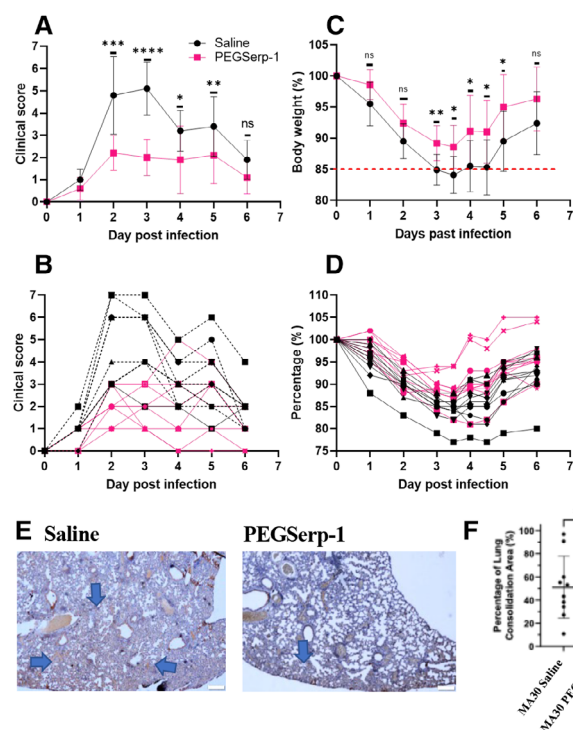 A
Clinical score
7
6
5
4
3
2
1
0
***
****
*
**
ns
Saline
PEGSerp-1
0 1 2 3 4 5 6 7
Day post infection
C
Body weight (%)
105
100
95
90
85
80
ns
ns
**
*
*
*
*
ns
0 1 2 3 4 5 6 7
Days past infection
B
Clinical score
7
6
5
4
3
2
1
0
0 1 2 3 4 5 6 7
Day post infection
D
Percentage (%)
110
105
100
95
90
85
80
75
0 1 2 3 4 5 6 7
Day post infection
E Saline PEGSerp-1
F
Percentage of Lung
Consolidation Area (%)
100
80
60
40
20
0
MA30 Saline
MA30 PE